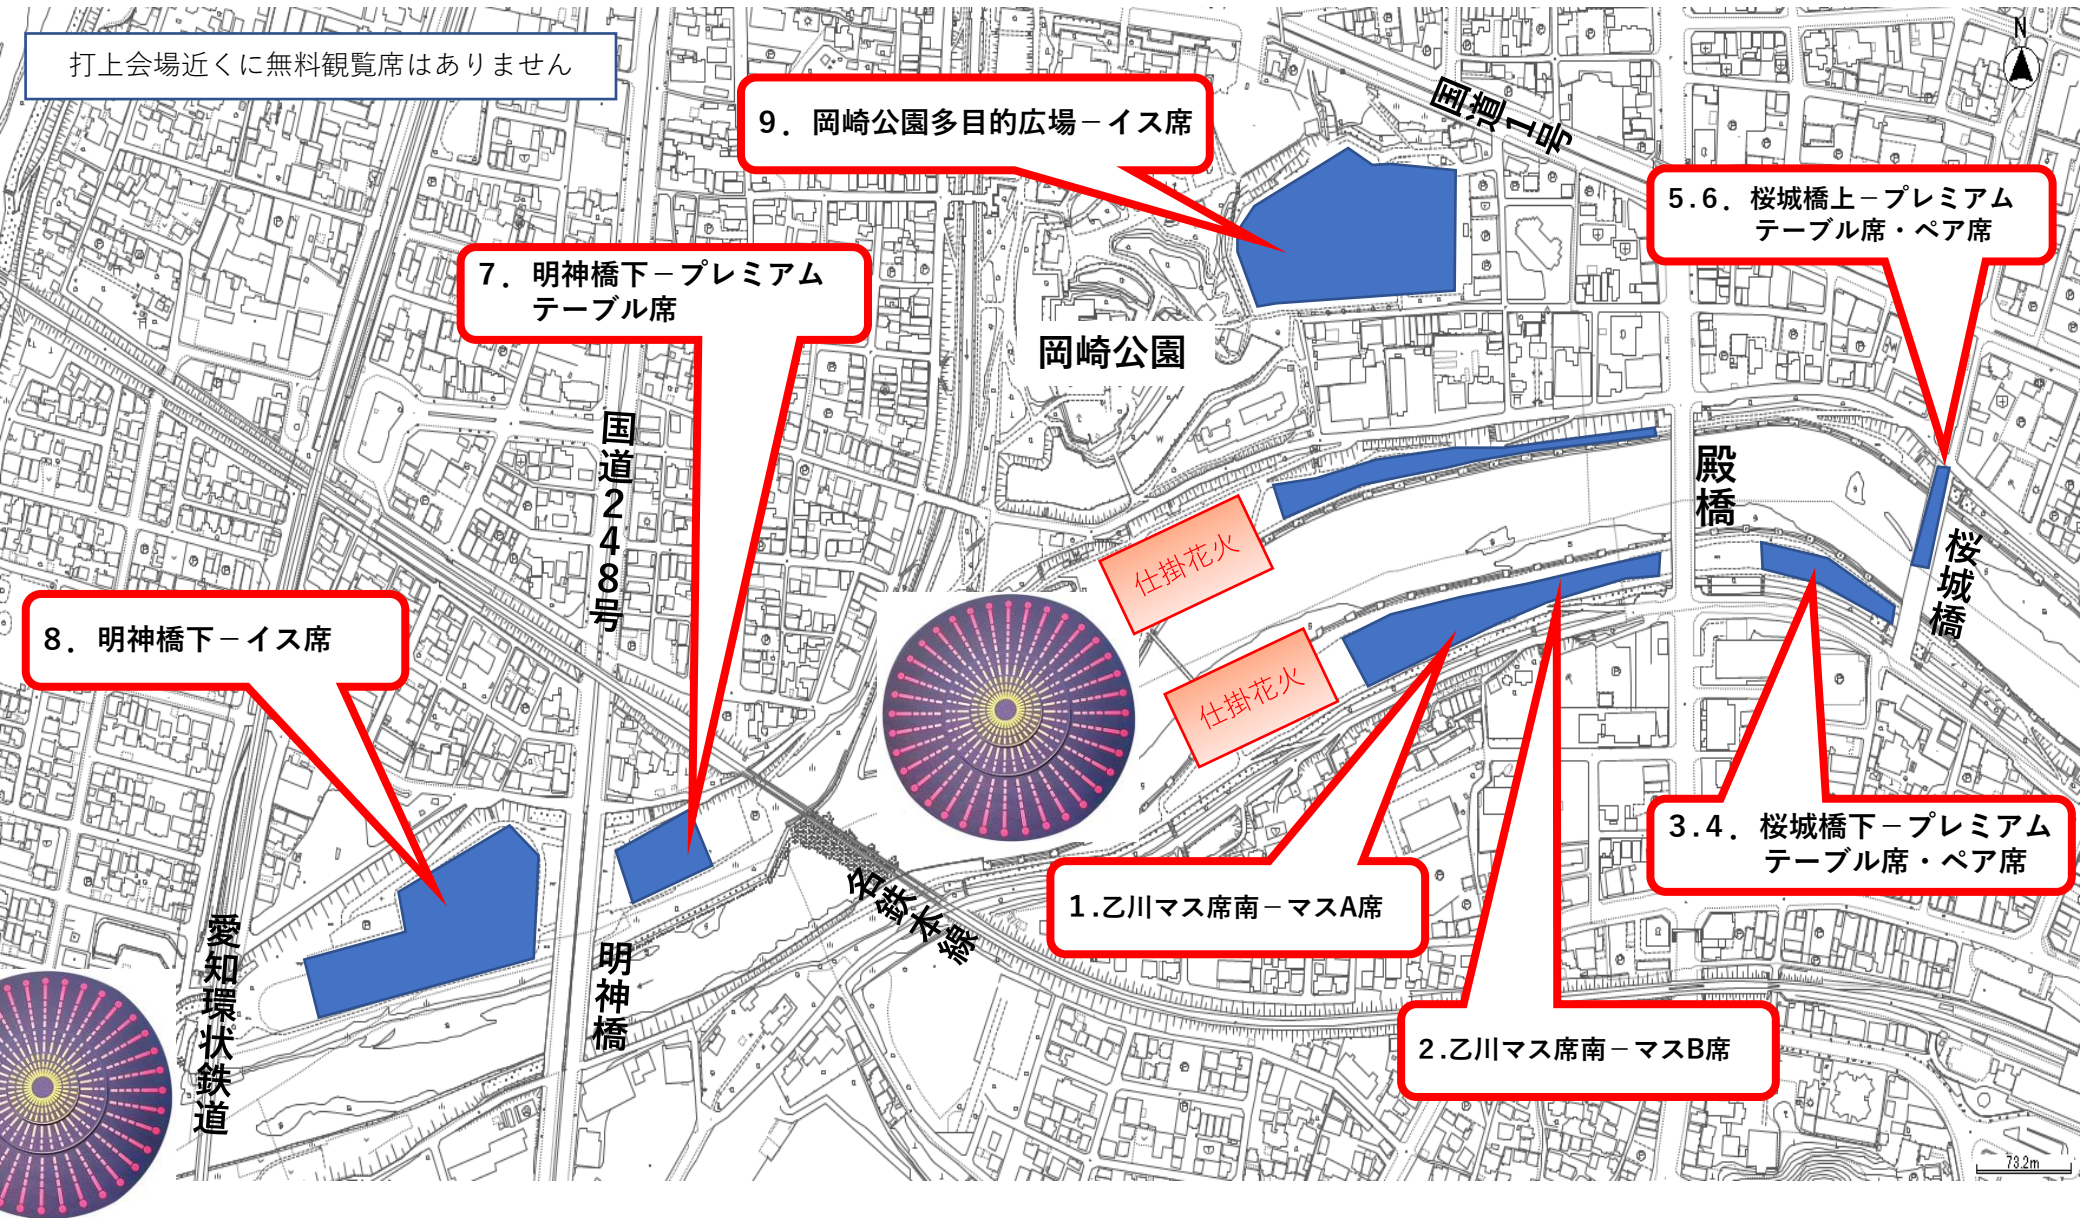 打上会場近くに無料観覧席はありません
N
国道1号
9．岡崎公園多目的広場－イス席
5.6．桜城橋上－プレミアム
テーブル席・ペア席
7．明神橋下－プレミアム
テーブル席
岡崎公園
国道248号
殿橋
桜城橋
仕掛花火
仕掛花火
8．明神橋下－イス席
3.4．桜城橋下－プレミアム
テーブル席・ペア席
1.乙川マス席南－マスA席
名鉄本線
愛知環状鉄道
明神橋
2.乙川マス席南－マスB席
73.2m